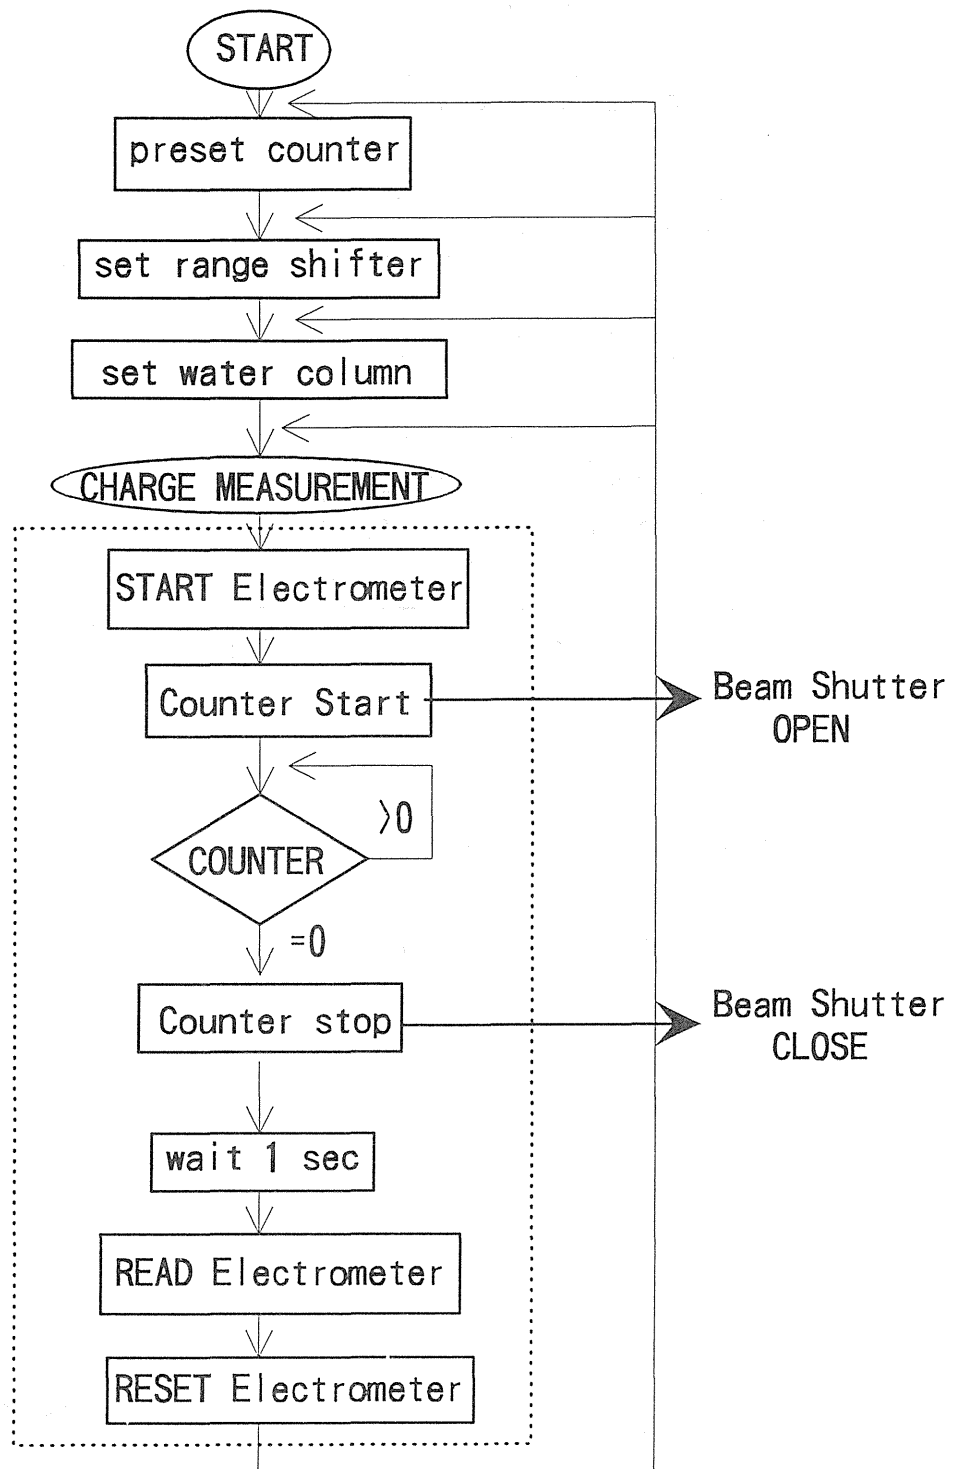 START
preset counter
set range shifter
set water column
CHARGE MEASUREMENT
START Electrometer
Counter Start
Beam Shutter
OPEN
>0
COUNTER
=0
Counter stop
Beam Shutter
CLOSE
wait 1 sec
READ Electrometer
RESET Electrometer